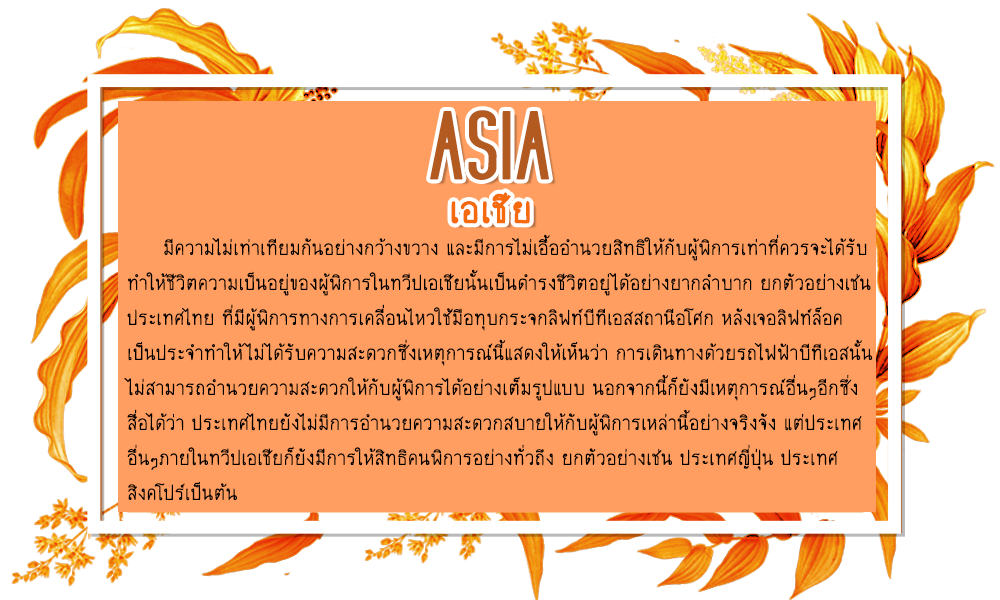 ASIA
เอเชีย
มีความไม่เท่าเทียมกันอย่างกว้างขวาง และมีการไม่เอื้ออำนวยสิทธิให้กับผู้พิการเท่าที่ควรจะได้รับ
ทำให้ชีวิตความเป็นอยู่ของผู้พิการในทวีปเอเชียนั้นเป็นดำรงชีวิตอยู่ได้อย่างยากลำบาก ยกตัวอย่างเช่น
ประเทศไทย ที่มีผู้พิการทางการเคลื่อนไหวใช้มือทุบกระจกลิฟท์บีทีเอสสถานีอโศก หลังเจอลิฟท์ล็อค
เป็นประจำทำให้ไม่ได้รับความสะดวกซึ่งเหตุการณ์นี้แสดงให้เห็นว่า การเดินทางด้วยรถไฟฟ้าบีทีเอสนั้น
ไม่สามารถอำนวยความสะดวกให้กับผู้พิการได้อย่างเต็มรูปแบบ นอกจากนี้ก็ยังมีเหตุการณ์อื่นๆอีกซึ่ง
สื่อได้ว่า ประเทศไทยยังไม่มีการอำนวยความสะดวกสบายให้กับผู้พิการเหล่านี้อย่างจริงจัง แต่ประเทศ
อื่นๆภายในทวีปเอเชียก็ยังมีการให้สิทธิคนพิการอย่างทั่วถึง ยกตัวอย่างเช่น ประเทศญี่ปุ่น ประเทศ
สิงคโปร์เป็นต้น